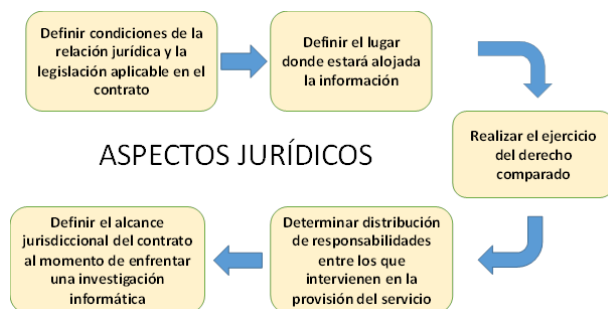 Definir condiciones de la
relación jurídica y la
legislación aplicable en el
contrato
Definir el lugar
donde estará alojada
la información
Realizar el ejercicio
del derecho
comparado
ASPECTOS JURÍDICOS
Determinar distribución
de responsabilidades
entre los que
intervienen en la
provisión del servicio
Definir el alcance
jurisdiccional del contrato
al momento de enfrentar
una investigación
informática